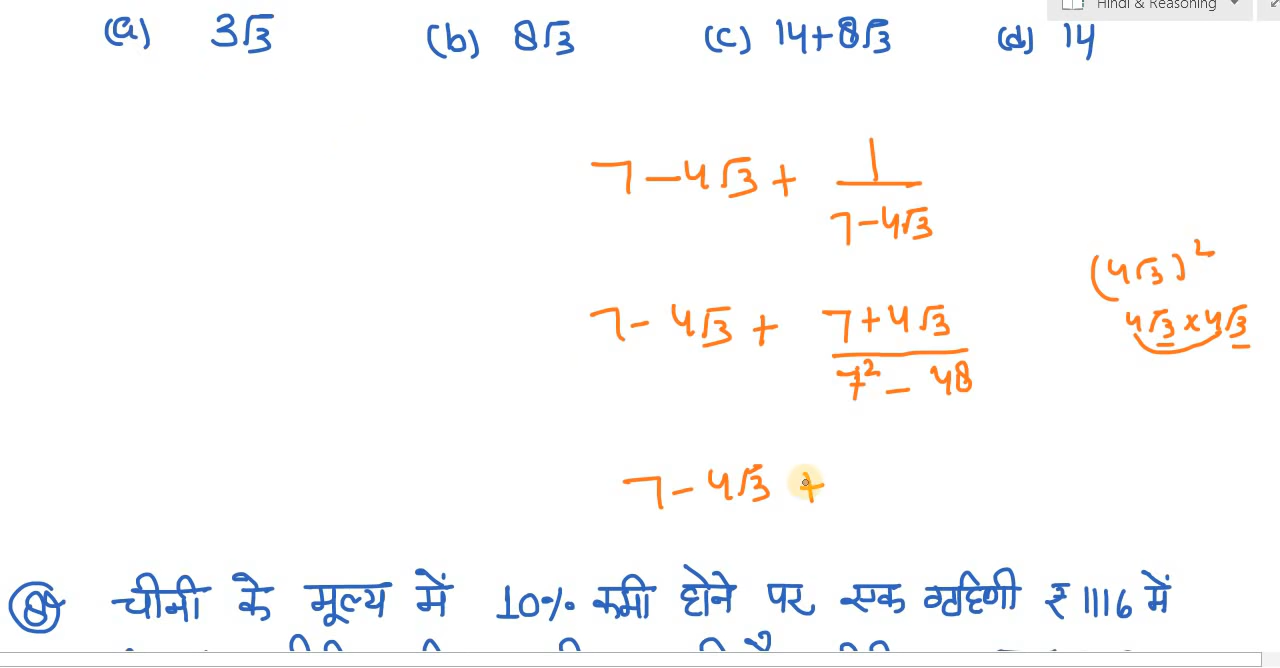 Hindi & Reasoning
(a) 3√3 (b) 8√3 (c) 14+8√3 (d) 14
7-4√3+ 1/(7-4√3)
(4√3)²
7-4√3+ (7+4√3)/(7²-48)
4√3×4√3
7-4√3+
8 चीनी के मूल्य में 10% कमी होने पर एक गृहिणी ₹1116 में